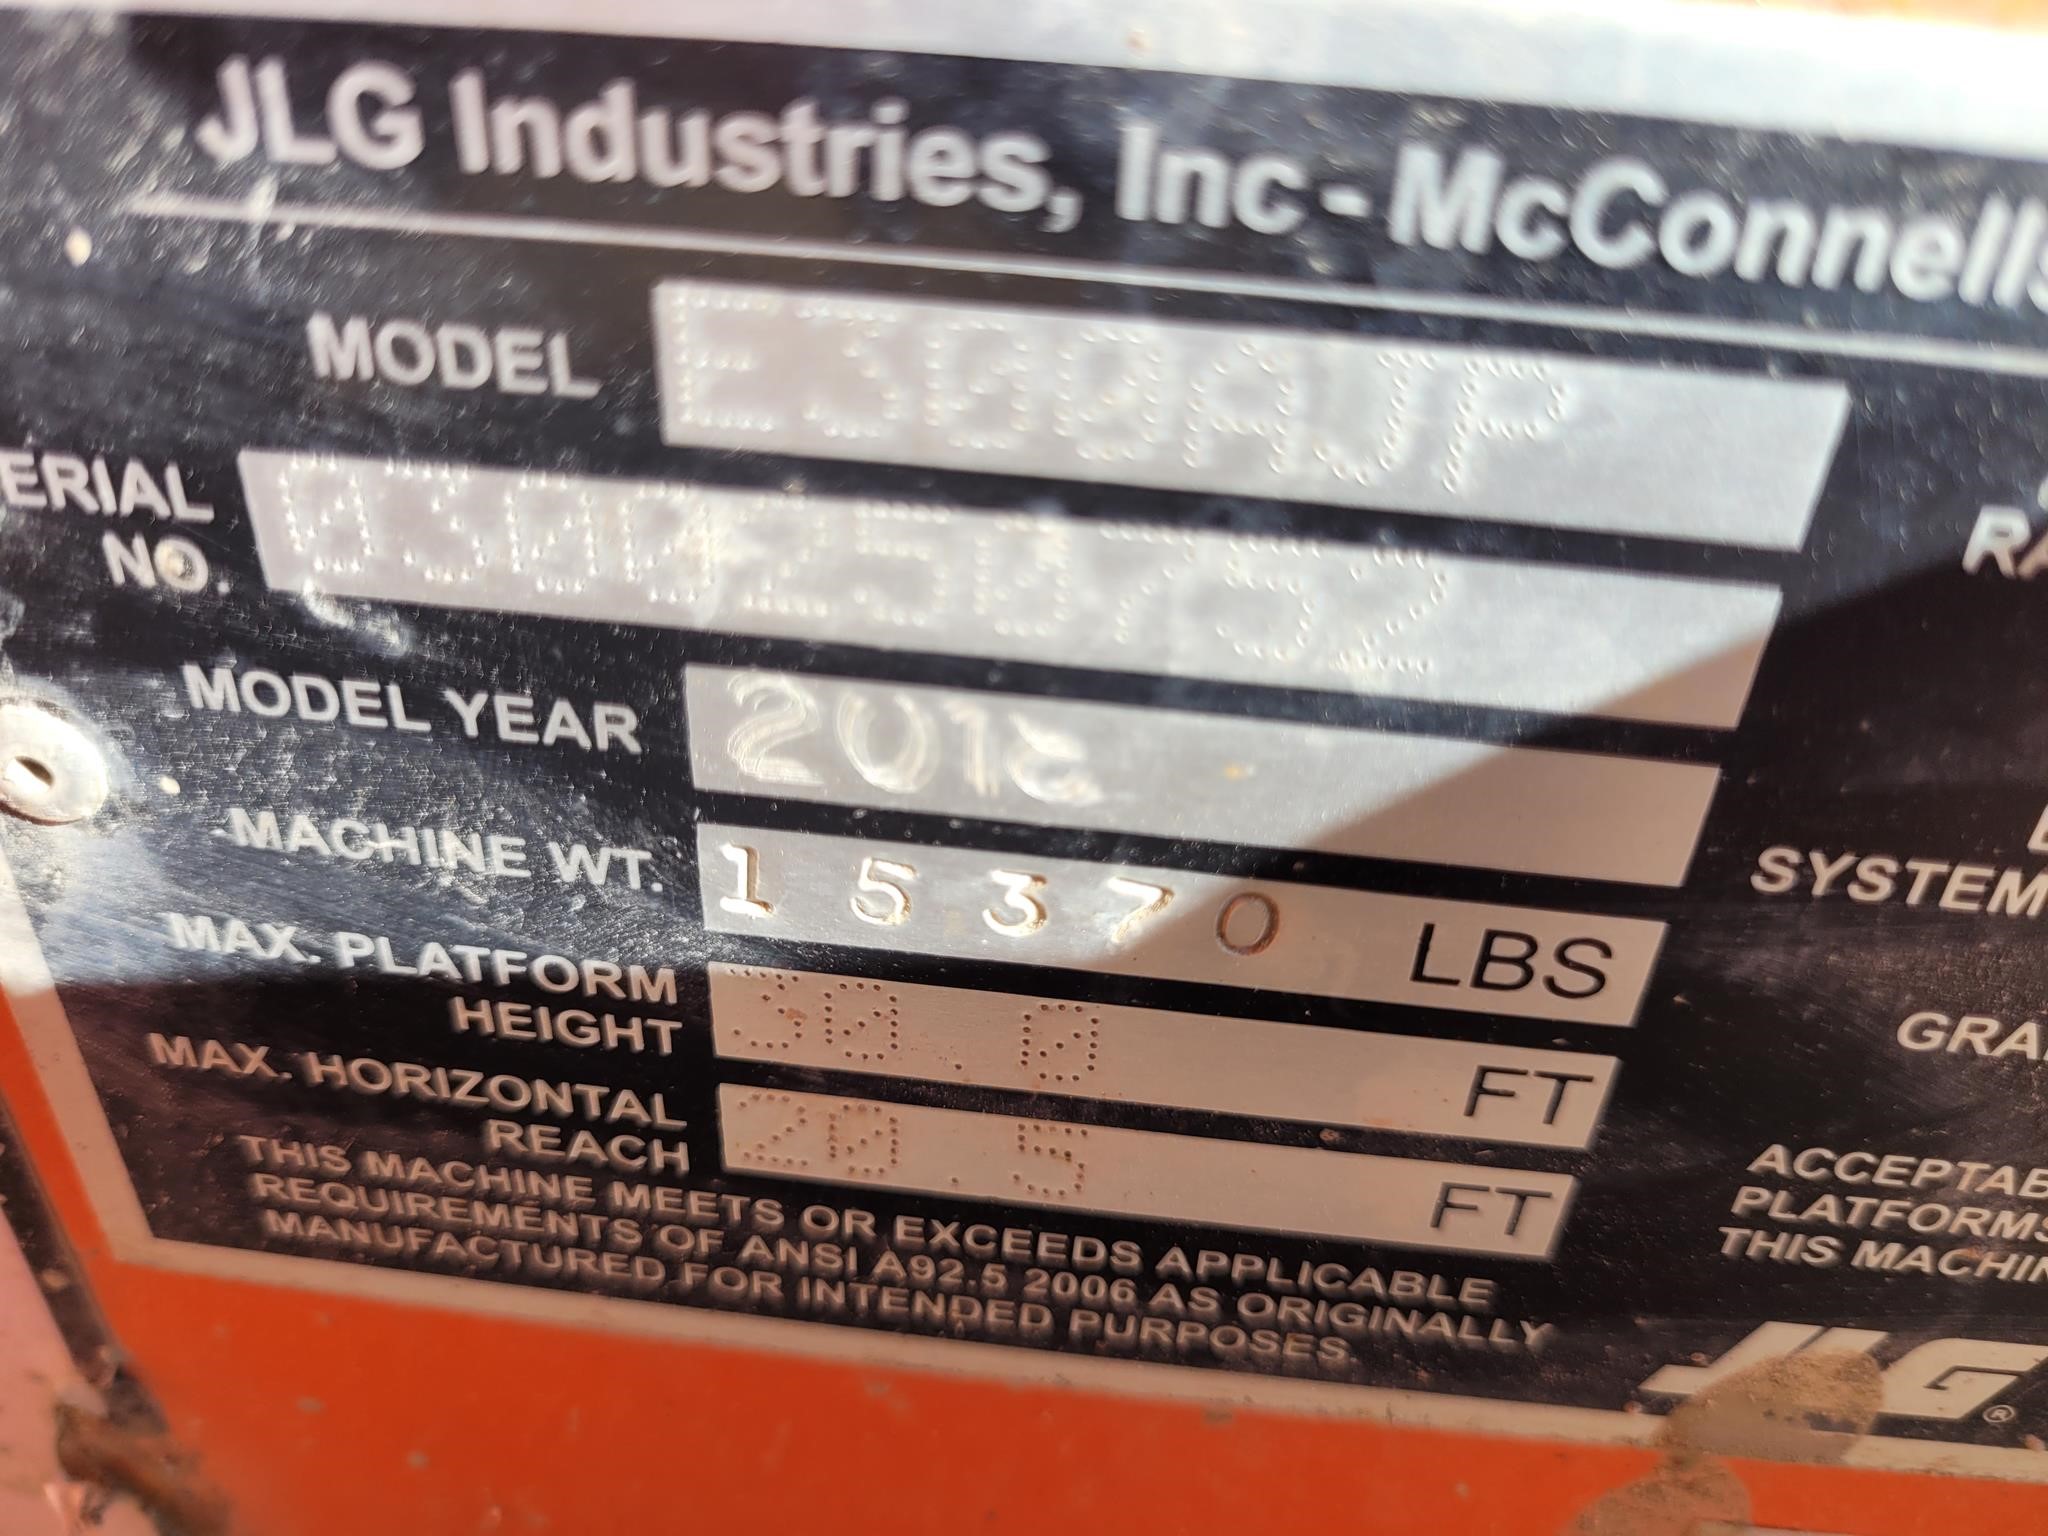 JLG Industries, Inc - McConnells
MODEL E300AJP
ERIAL
NO. 0300250752
MODEL YEAR
MACHINE WT. 15370 LBS
MAX. PLATFORM
HEIGHT 30.0 FT
MAX. HORIZONTAL
REACH 20.5 FT
THIS MACHINE MEETS OR EXCEEDS APPLICABLE
REQUIREMENTS OF ANSI A92.5 2006 AS ORIGINALLY
MANUFACTURED FOR INTENDED PURPOSES.
RA
SYSTEM
GRA
ACCEPTAB
PLATFORMS
THIS MACHIN
JLG®